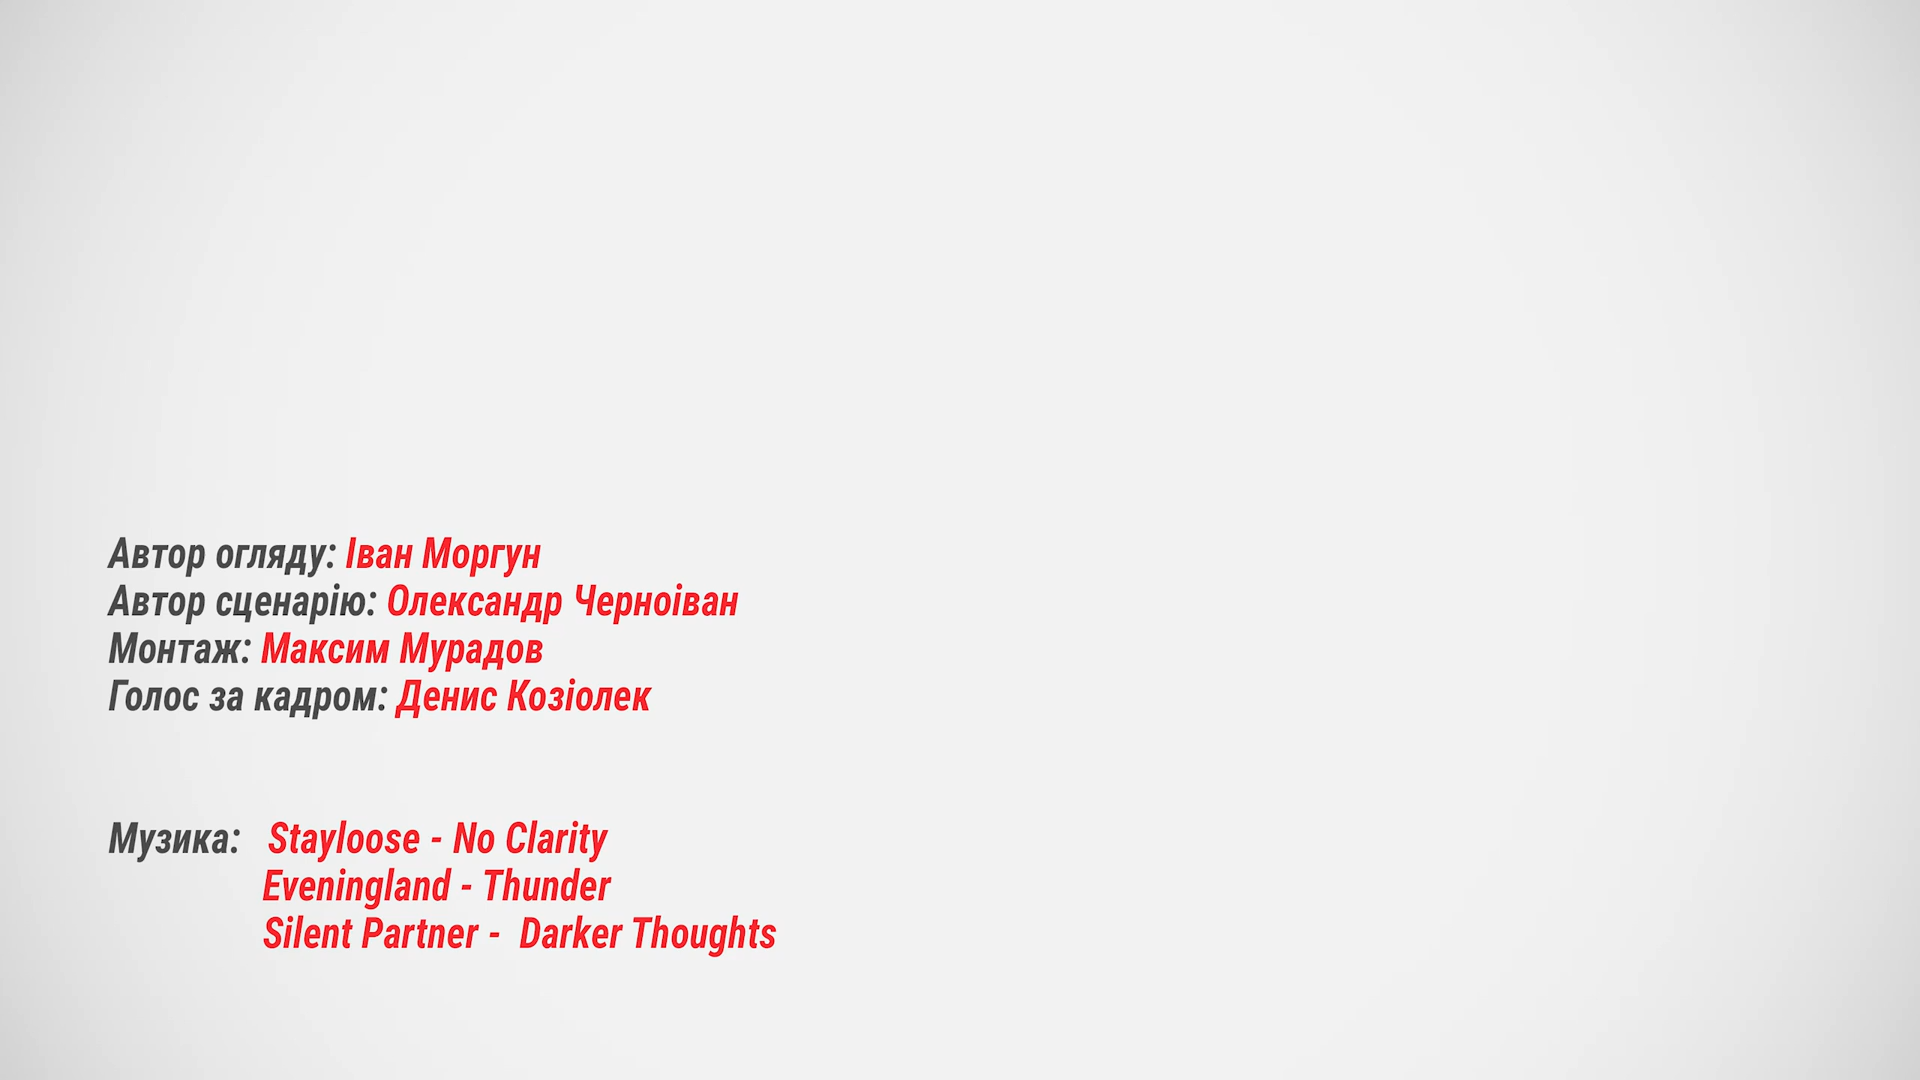 Автор огляду: Іван Моргун
Автор сценарію: Олександр Черноіван
Монтаж: Максим Мурадов
Голос за кадром: Денис Козіолек
Музика: Stayloose - No Clarity
Eveningland - Thunder
Silent Partner - Darker Thoughts